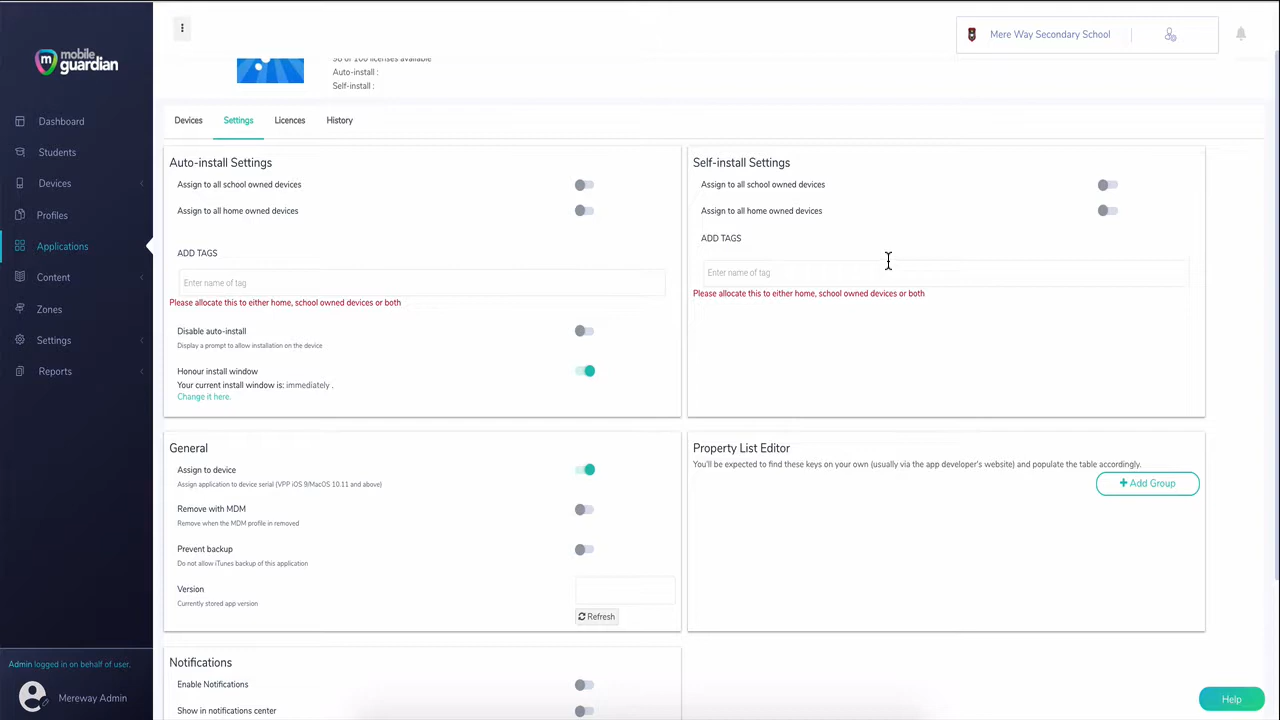 mobile
guardian
Mere Way Secondary School
98 of 100 licenses available
Auto-install :
Self-install :
Dashboard
Students
Devices
Profiles
Applications
Content
Zones
Settings
Reports
Devices
Settings
Licences
History
Auto-install Settings
Assign to all school owned devices
Assign to all home owned devices
ADD TAGS
Enter name of tag
Please allocate this to either home, school owned devices or both
Disable auto-install
Display a prompt to allow installation on the device
Honour install window
Your current install window is: immediately .
Change it here.
Self-install Settings
Assign to all school owned devices
Assign to all home owned devices
ADD TAGS
Enter name of tag
Please allocate this to either home, school owned devices or both
General
Assign to device
Assign application to device serial (VPP iOS 9/MacOS 10.11 and above)
Remove with MDM
Remove when the MDM profile in removed
Prevent backup
Do not allow iTunes backup of this application
Version
Currently stored app version
Refresh
Property List Editor
You'll be expected to find these keys on your own (usually via the app developer's website) and populate the table accordingly.
+ Add Group
Notifications
Enable Notifications
Show in notifications center
Admin logged in on behalf of user.
Mereway Admin
Help